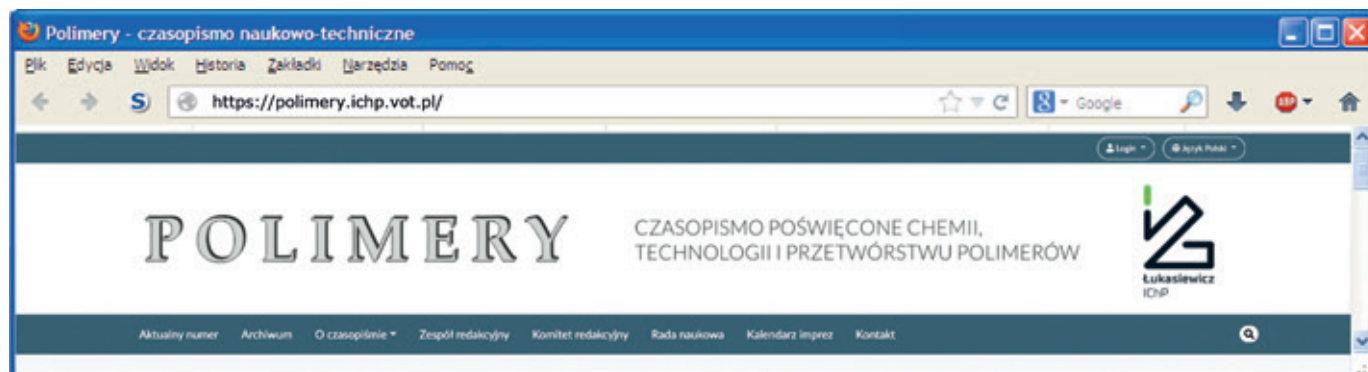 Polimery - czasopismo naukowo-techniczne
Plik Edycja Widok Historia Zakładki Narzędzia Pomoc
S) https://polimery.ichp.vot.pl/ 8 Google ABP
Login Język Polski
POLIMERY
CZASOPISMO POŚWIĘCONE CHEMII,
TECHNOLOGII I PRZETWÓRSTWU POLIMERÓW
Łukasiewicz
IChP
Aktualny numer Archiwum O czasopiśmie Zespół redakcyjny Komitet redakcyjny Rada naukowa Kalendarz imprez Kontakt